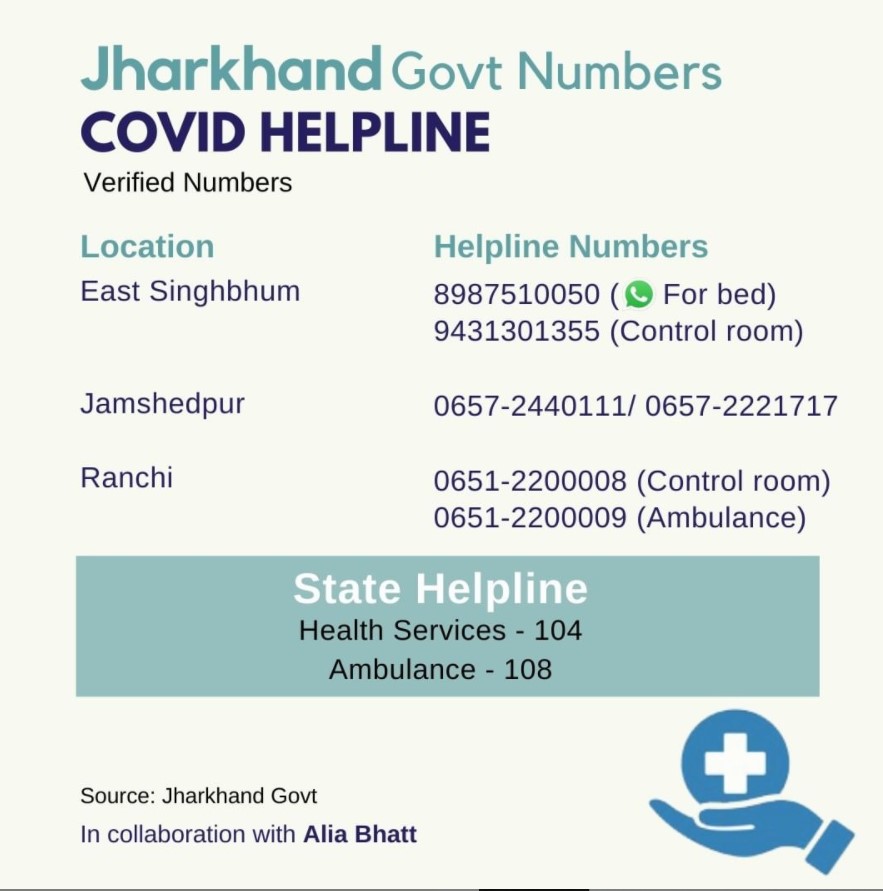 Jharkhand Govt Numbers
COVID HELPLINE
Verified Numbers
Location Helpline Numbers
East Singhbhum 8987510050 ( For bed)
9431301355 (Control room)
Jamshedpur 0657-2440111/ 0657-2221717
Ranchi 0651-2200008 (Control room)
0651-2200009 (Ambulance)
State Helpline
Health Services - 104
Ambulance - 108
Source: Jharkhand Govt
In collaboration with Alia Bhatt